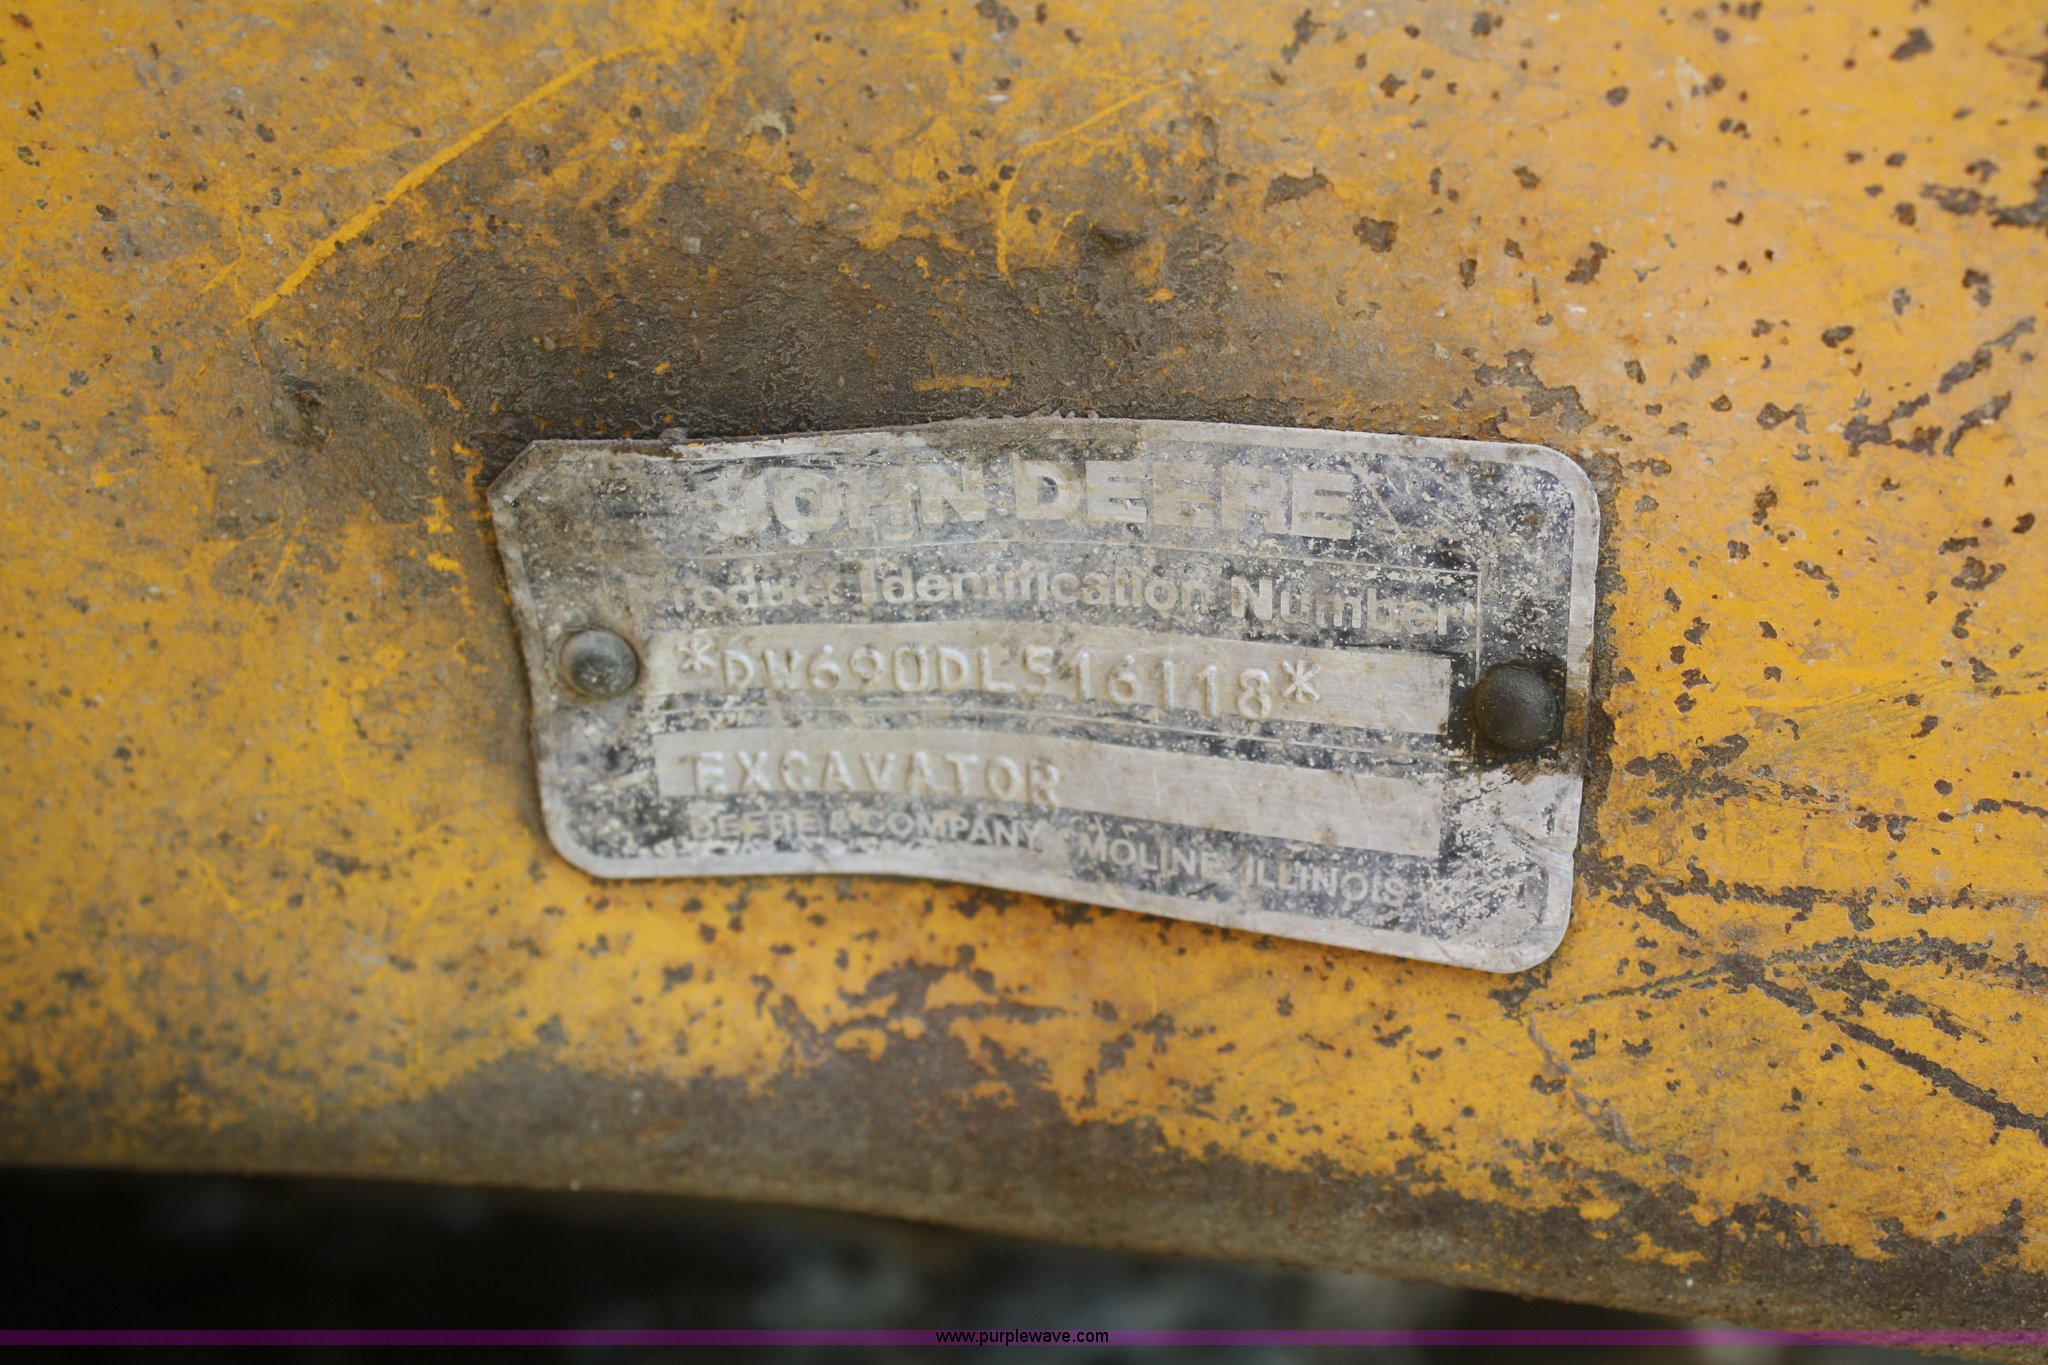 JOHN DEERE
Product Identification Number
*DW690DL516118*
EXCAVATOR
DEERE & COMPANY MOLINE, ILLINOIS
www.purplewave.com